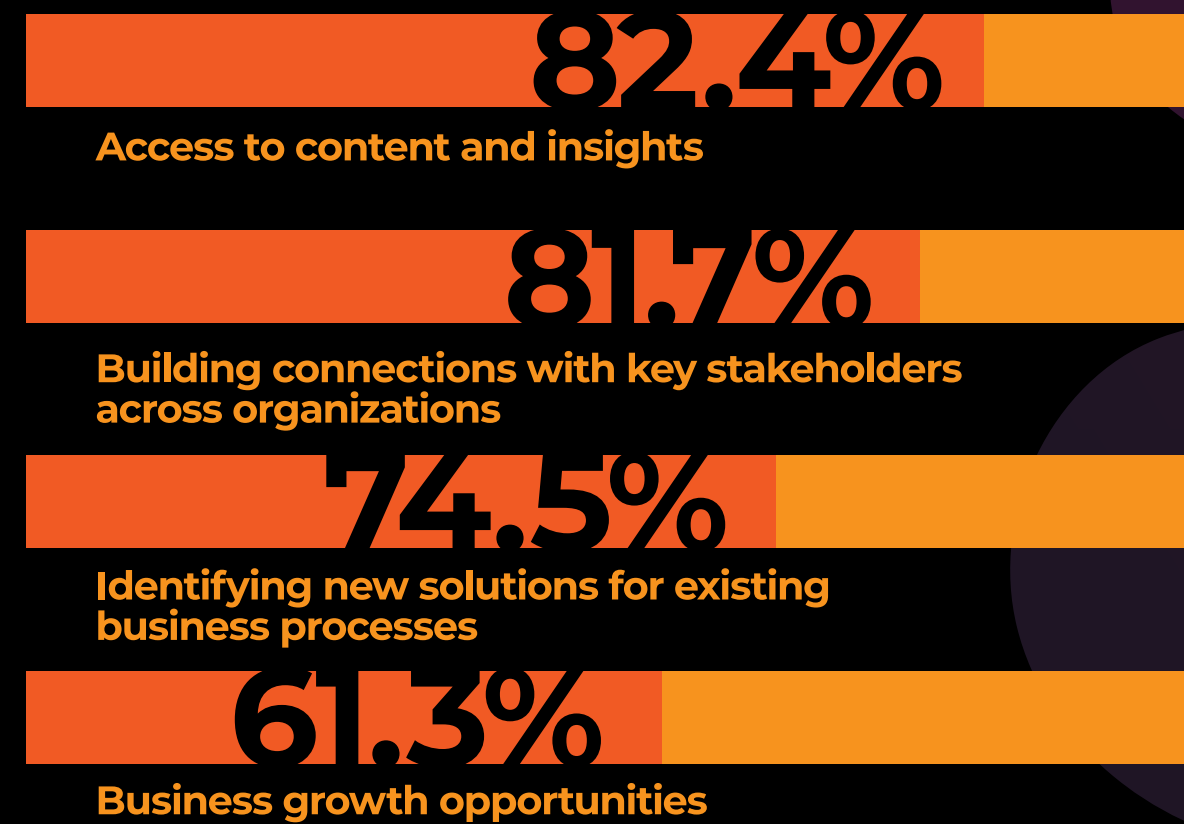 82.4%
Access to content and insights
81.7%
Building connections with key stakeholders
across organizations
74.5%
Identifying new solutions for existing
business processes
61.3%
Business growth opportunities